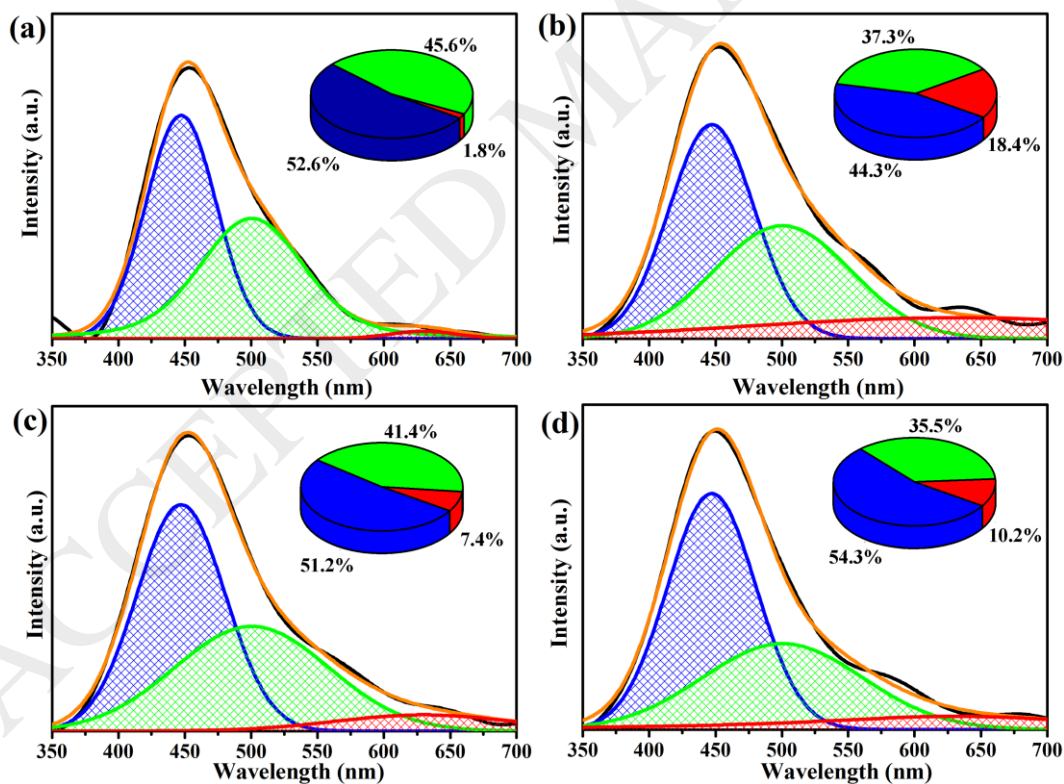 (a)
45.6%
52.6%
1.8%
Intensity (a.u.)
350 400 450 500 550 600 650 700
Wavelength (nm)
(b)
37.3%
18.4%
44.3%
Intensity (a.u.)
350 400 450 500 550 600 650 700
Wavelength (nm)
(c)
41.4%
7.4%
51.2%
Intensity (a.u.)
350 400 450 500 550 600 650 700
Wavelength (nm)
(d)
35.5%
10.2%
54.3%
Intensity (a.u.)
350 400 450 500 550 600 650 700
Wavelength (nm)
ACCEPTED MA